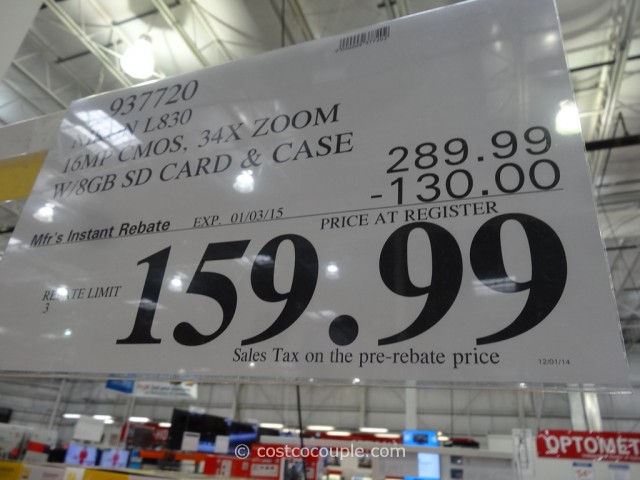 937720
NIKON L830
16MP CMOS, 34X ZOOM
W/8GB SD CARD & CASE
289.99
-130.00
Mfr's Instant Rebate EXP. 01/03/15 PRICE AT REGISTER
REBATE LIMIT
3
159.99
Sales Tax on the pre-rebate price
12/01/14
OPTOMET
© costcocouple.com